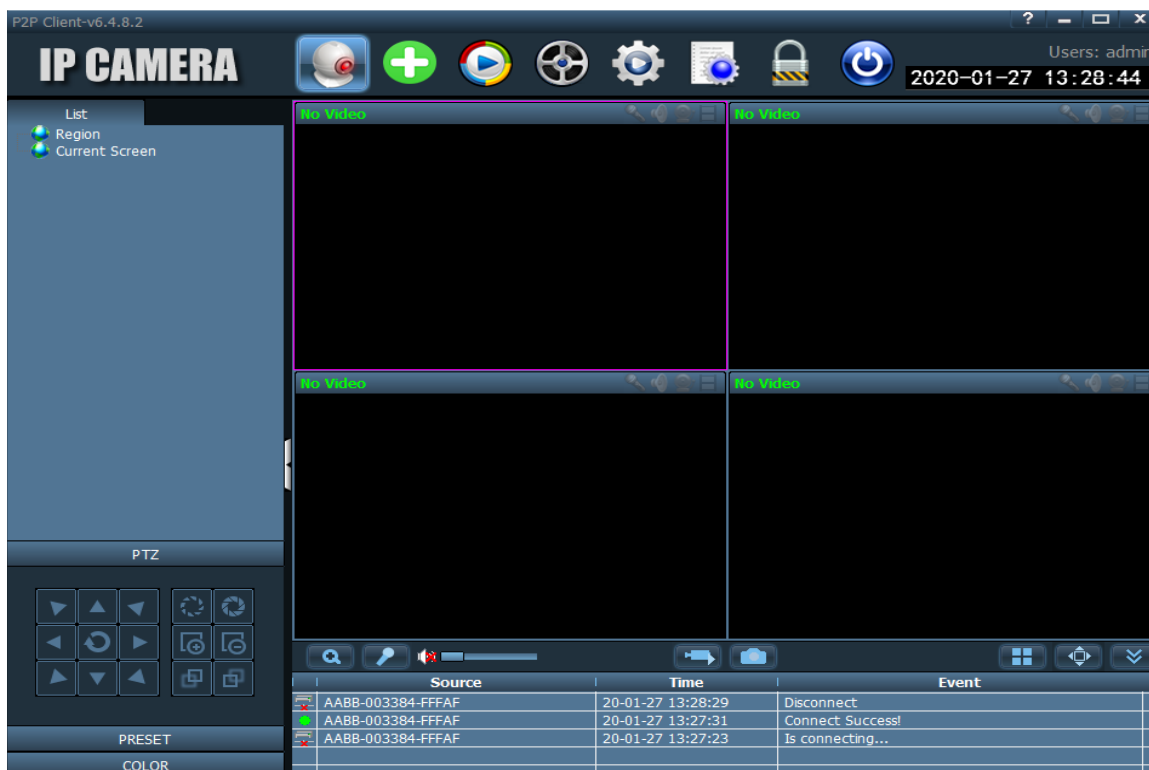 P2P Client-v6.4.8.2
?
IP CAMERA
Users: admin
2020-01-27 13:28:44
List
Region
Current Screen
No Video
No Video
No Video
No Video
PTZ
PRESET
COLOR
Source Time Event
AABB-003384-FFFAF 20-01-27 13:28:29 Disconnect
AABB-003384-FFFAF 20-01-27 13:27:31 Connect Success!
AABB-003384-FFFAF 20-01-27 13:27:23 Is connecting...